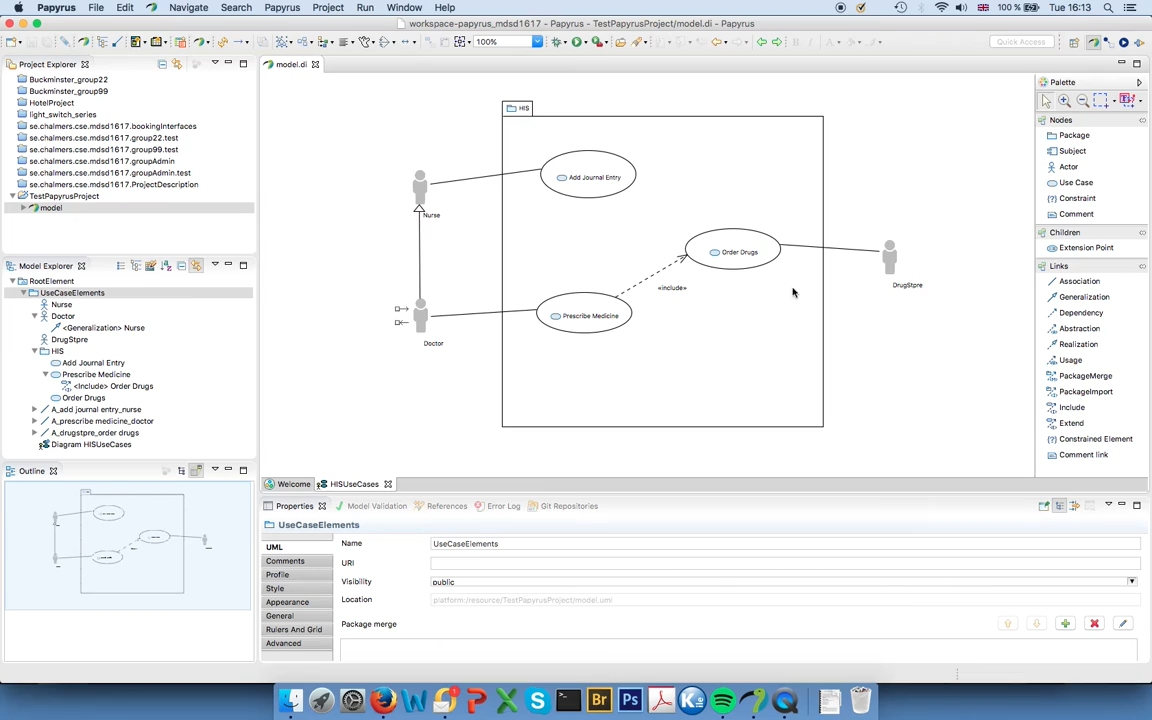 Papyrus File Edit Diagram Navigate Search Papyrus Project Run Window Help 100 % Tue 16:13
workspace-papyrus_mdsd1617 - Papyrus - TestPapyrusProject/model.di - Papyrus
100% Quick Access
Project Explorer
Buckminster_group22
Buckminster_group99
HotelProject
light_switch_series
se.chalmers.cse.mdsd1617.bookingInterfaces
se.chalmers.cse.mdsd1617.group22.test
se.chalmers.cse.mdsd1617.group99.test
se.chalmers.cse.mdsd1617.groupAdmin
se.chalmers.cse.mdsd1617.groupAdmin.test
se.chalmers.cse.mdsd1617.ProjectDescription
TestPapyrusProject
model
Model Explorer
RootElement
UseCaseElements
Nurse
Doctor
<Generalization> Nurse
DrugStpre
HIS
Add Journal Entry
Prescribe Medicine
<Include> Order Drugs
Order Drugs
A_add journal entry_nurse
A_prescribe medicine_doctor
A_drugstpre_order drugs
Diagram HISUseCases
Outline
model.di
HIS
Add Journal Entry
Nurse
Order Drugs
«include»
DrugStpre
Prescribe Medicine
Doctor
Palette
Nodes
Package
Subject
Actor
Use Case
Constraint
Comment
Children
Extension Point
Links
Association
Generalization
Dependency
Abstraction
Realization
Usage
PackageMerge
PackageImport
Include
Extend
Constrained Element
Comment link
Welcome HISUseCases
Properties Model Validation References Error Log Git Repositories
UseCaseElements
UML
Comments
Profile
Style
Appearance
General
Rulers And Grid
Advanced
Name UseCaseElements
URI
Visibility public
Location platform:/resource/TestPapyrusProject/model.uml
Package merge
1
Br Ps